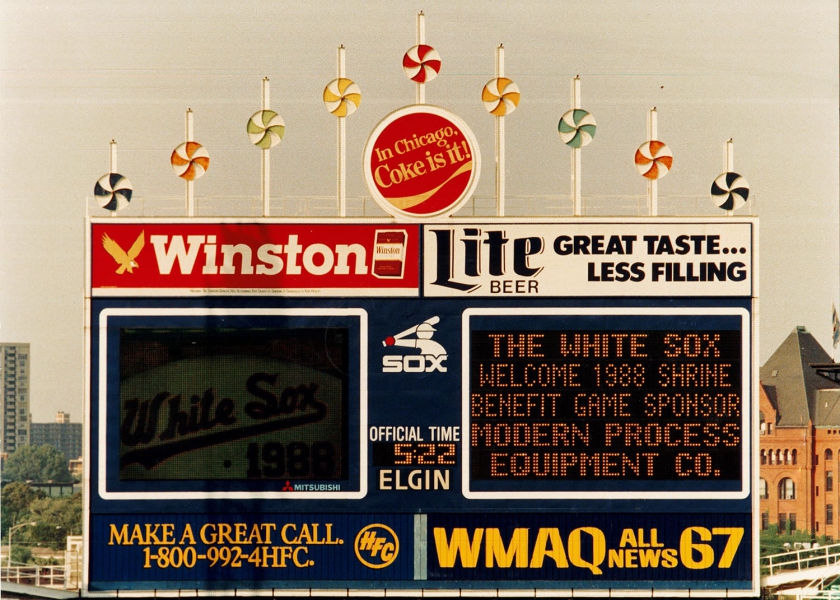 In Chicago,
Coke is it!
Winston
Winston
Lite
BEER
GREAT TASTE...
LESS FILLING
White Sox
1988
MITSUBISHI
SOX
OFFICIAL TIME
5:22
ELGIN
THE WHITE SOX
WELCOME 1988 SHRINE
BENEFIT GAME SPONSOR
MODERN PROCESS
EQUIPMENT CO.
MAKE A GREAT CALL.
1-800-992-4HFC.
HFC
WMAQ ALL NEWS 67